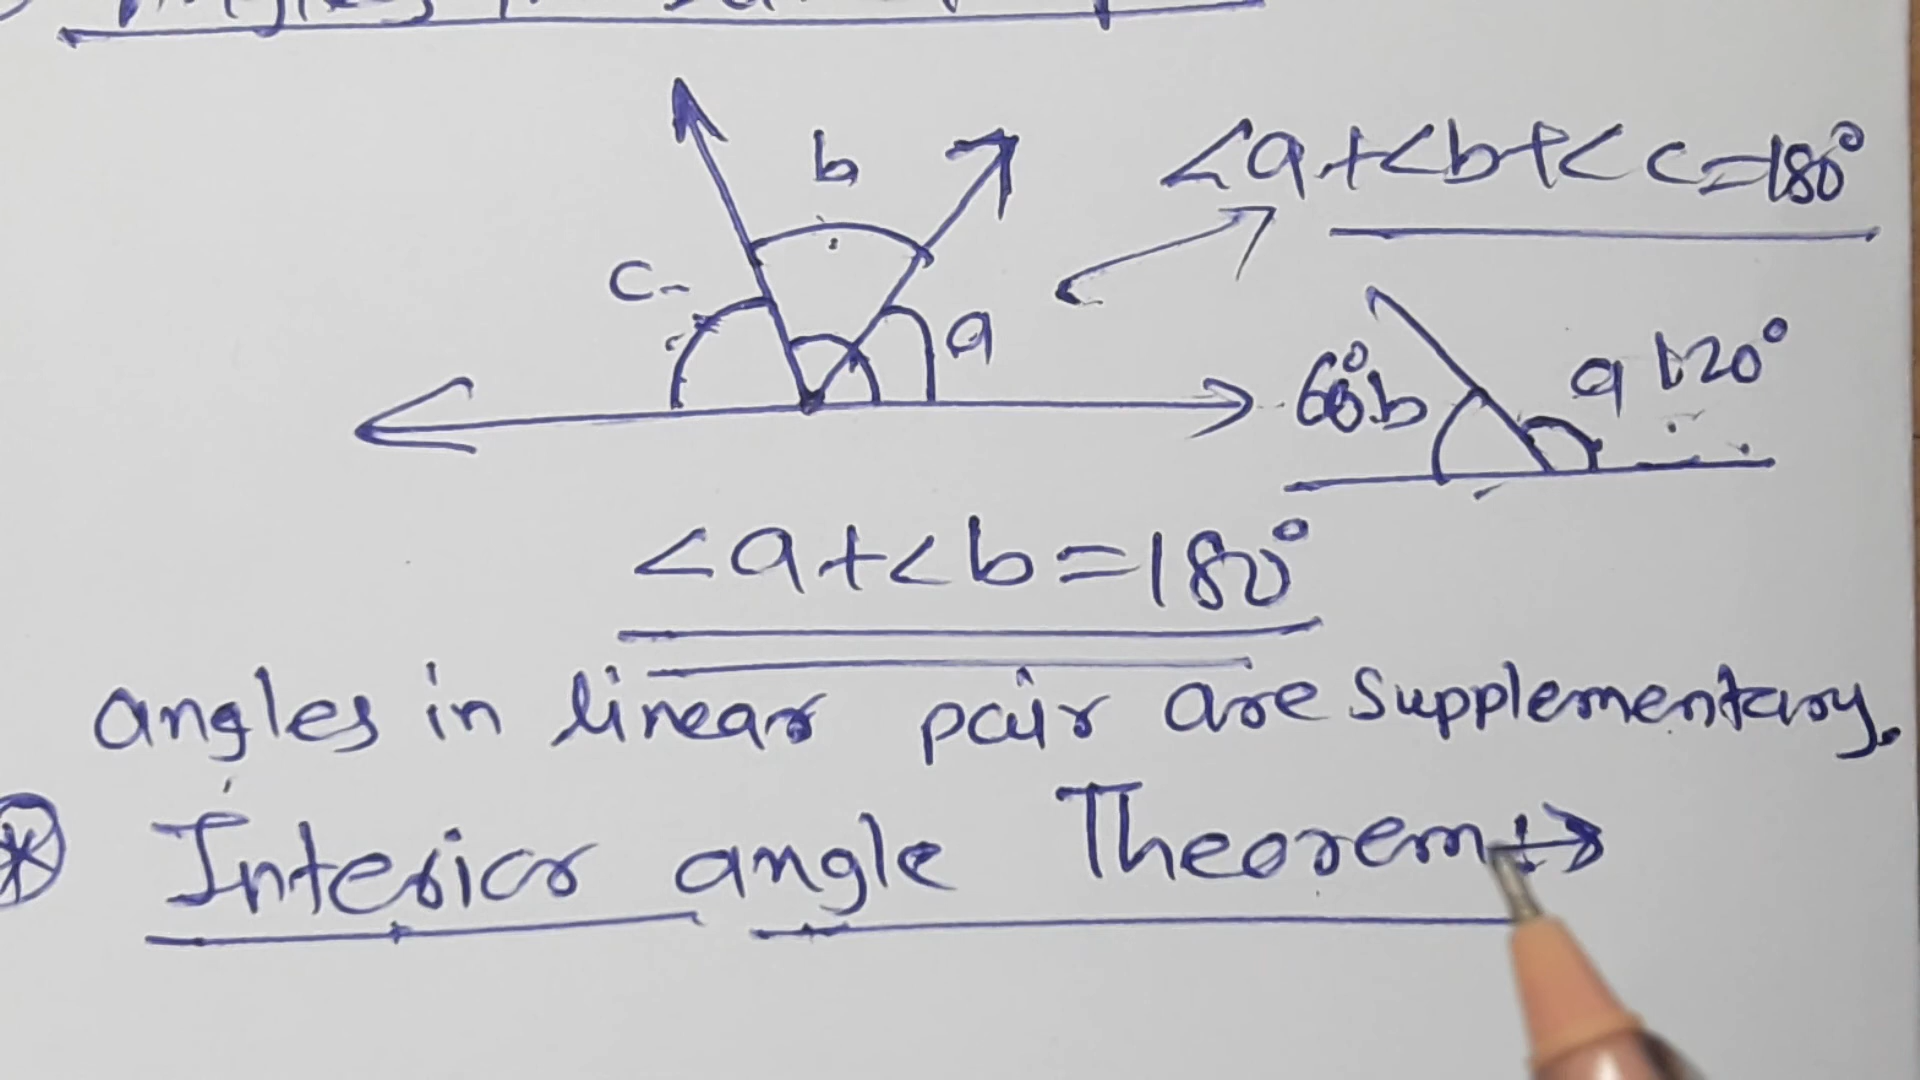 b
∠a+∠b+∠c=180°
c
a
60° b
a 120°
∠a+∠b=180°
angles in linear pair are supplementary.
Interior angle Theorem:→